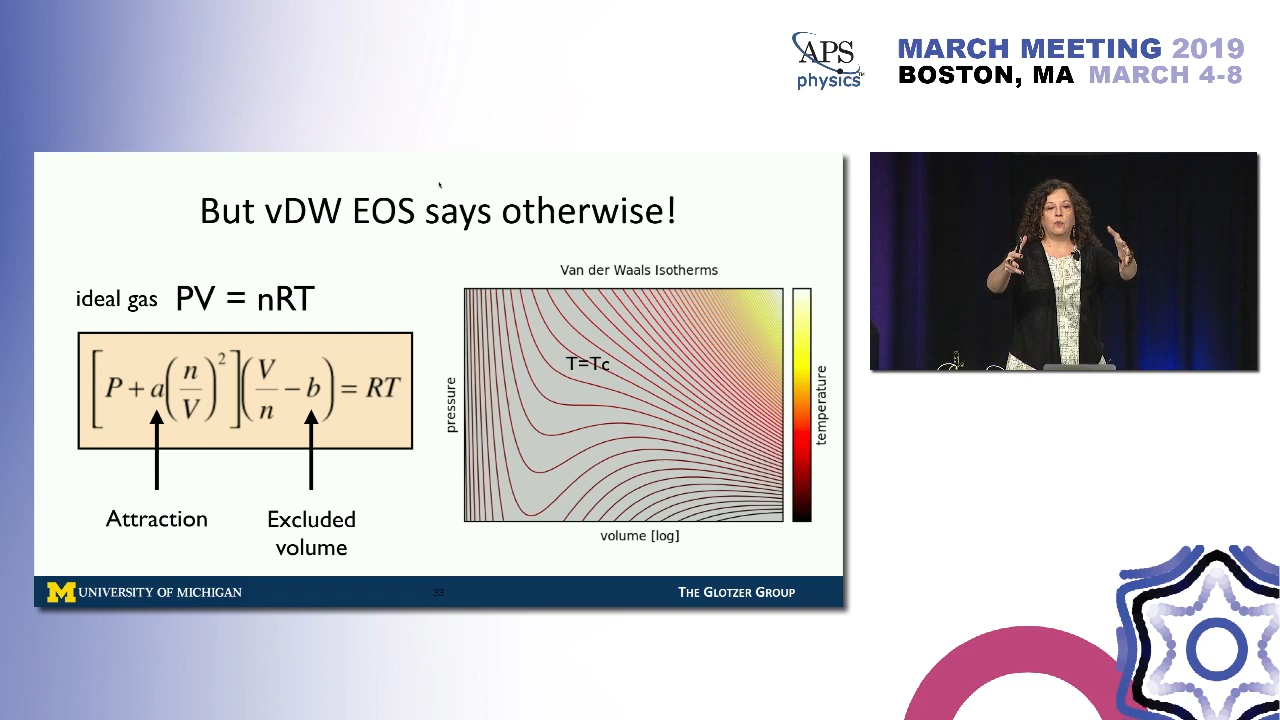 APS
physics™
MARCH MEETING 2019
BOSTON, MA MARCH 4-8
But vDW EOS says otherwise!
ideal gas PV = nRT
[P + a(n/V)²](V/n − b) = RT
Attraction
Excluded
volume
Van der Waals Isotherms
T=Tc
pressure
temperature
volume [log]
M UNIVERSITY OF MICHIGAN
33
THE GLOTZER GROUP